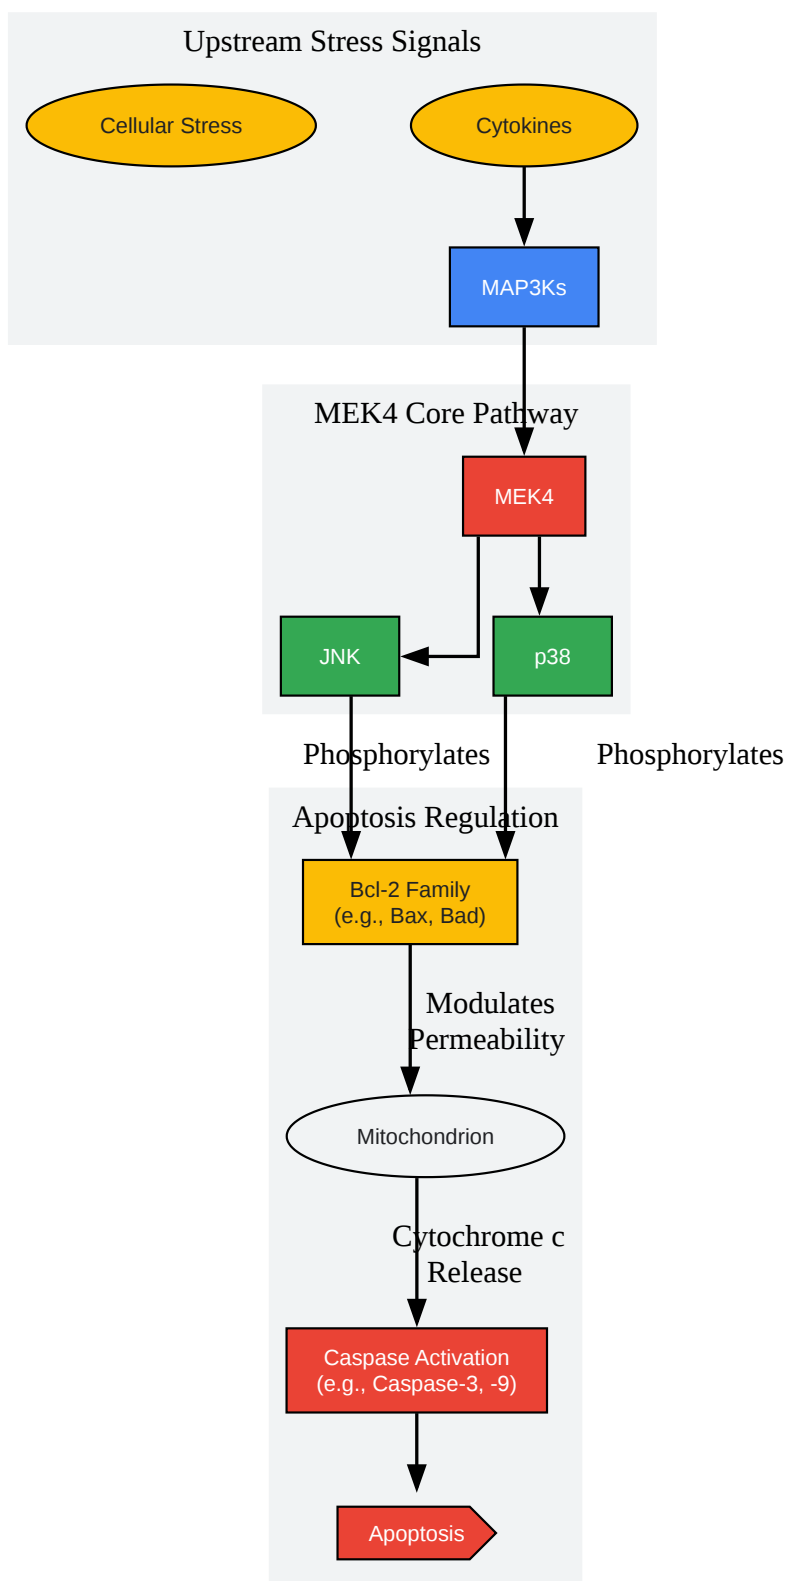 Upstream Stress Signals
Cellular Stress
Cytokines
MAP3Ks
MEK4 Core Pathway
MEK4
JNK
p38
Phosphorylates
Phosphorylates
Apoptosis Regulation
Bcl-2 Family
(e.g., Bax, Bad)
Modulates
Permeability
Mitochondrion
Cytochrome c
Release
Caspase Activation
(e.g., Caspase-3, -9)
Apoptosis